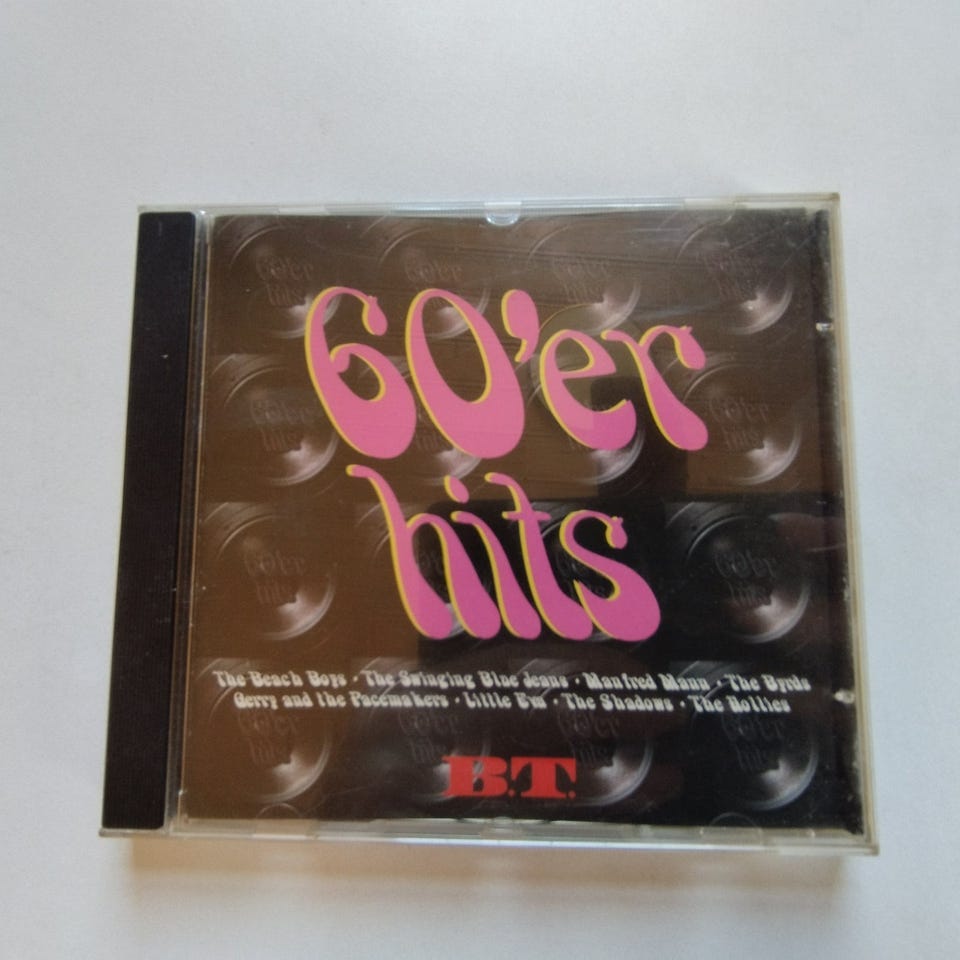 60'er
hits
The Beach Boys · The Swinging Blue Jeans · Manfred Mann · The Byrds
Gerry and the Pacemakers · Little Eva · The Shadows · The Hollies
B.T.